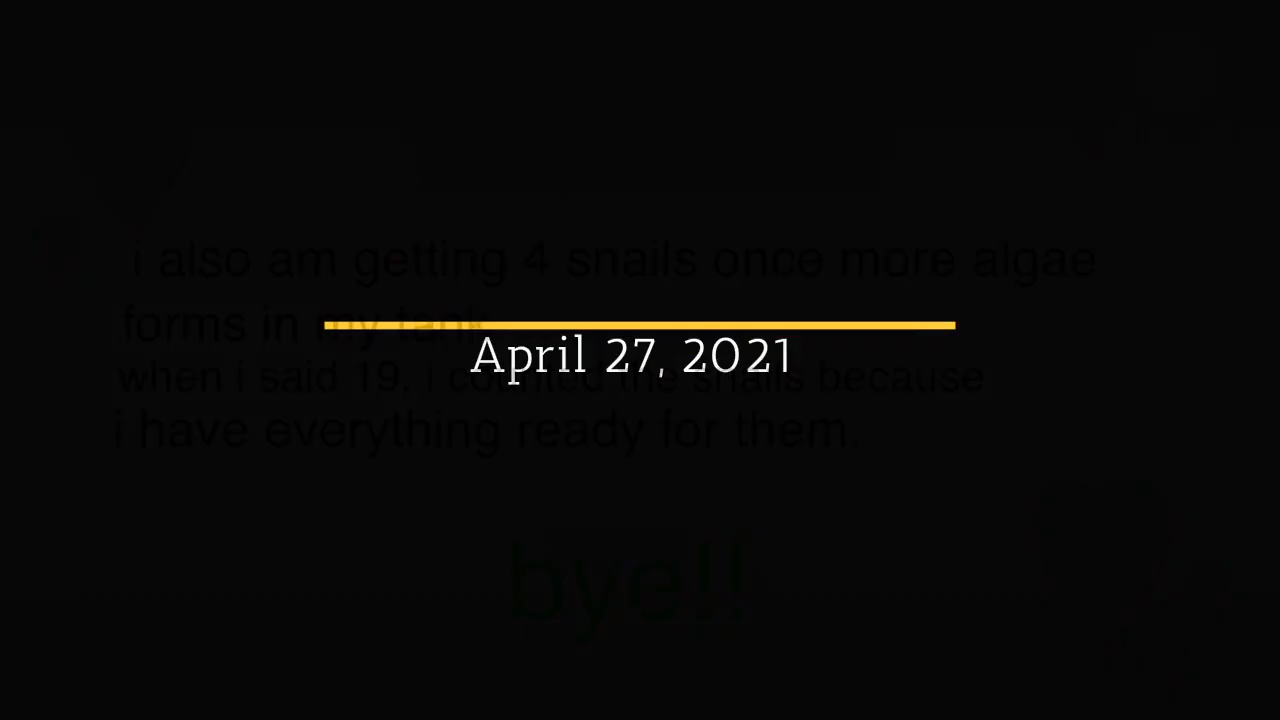 i also am getting 4 snails once more algae
forms in my tank
April 27, 2021
when i said 19, i counted the snails because
i have everything ready for them.
bye!!